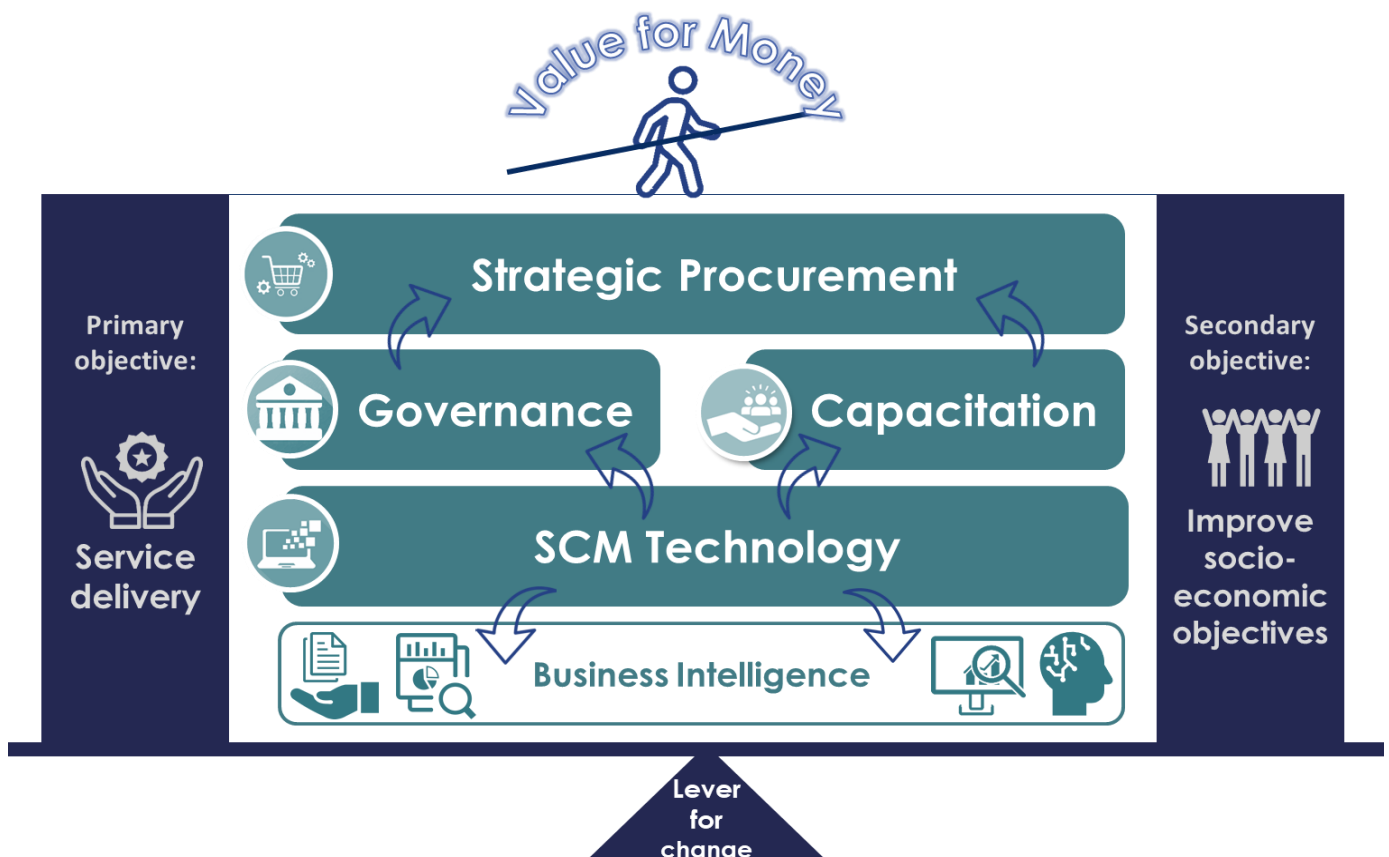 Value for Money
Strategic Procurement
Primary
objective:
Service
delivery
Governance
Capacitation
SCM Technology
Business Intelligence
Secondary
objective:
Improve
socio-
economic
objectives
Lever
for
change